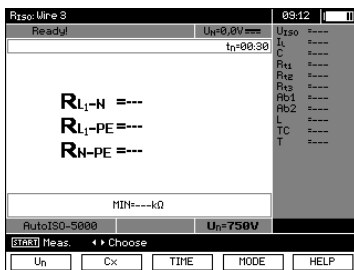 RISO: Wire 3 09:12
Ready! UN=0,0V
tn=00:30
RL1-N =---
RL1-PE =---
RN-PE =---
MIN=---kΩ
AutoISO-5000 Un=750V
UISO =---
IL =---
C =---
Rt1 =---
Rt2 =---
Rt3 =---
Ab1 =---
Ab2 =---
L =---
TC =---
T =---
START Meas. Choose
Un Cx TIME MODE HELP